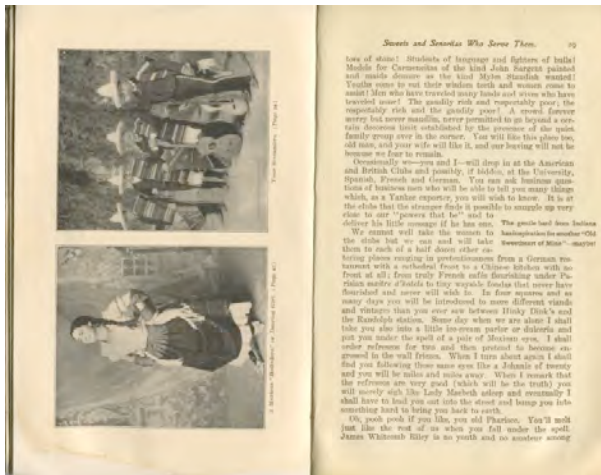 Sweets and Senoritas Who Serve Them. 19
toss of stone! Students of language and fighters of bulls!
Models for Carmencitas of the kind John Sargent painted
and maids demure as the kind Myles Standish wanted!
Youths come to cut their wisdom teeth and women come to
assist! Men who have traveled many lands and wives who have
traveled none! The gaudily rich and respectably poor; the
respectably rich and the gaudily poor! A crowd forever
merry but never maudlin, never permitted to go beyond a cer-
tain decorous limit established by the presence of the quiet
family group over in the corner. You will like this place too,
old man, and your wife will like it, and our leaving will not be
because we fear to remain.
Occasionally we—you and I—will drop in at the American
and British Clubs and possibly, if bidden, at the University,
Spanish, French and German. You can ask business ques-
tions of business men who will be able to tell you many things
which, as a Yankee reporter, you will wish to know. It is at
the clubs that the stranger finds it possible to snuggle up very
close to our "powers that be" and to
deliver his little message if he has one.
The gentle bard from Indiana
has inspiration for another "Old
Sweetheart of Mine"—maybe!
We cannot well take the women to
the clubs but we can and will take
them to each of a half dozen other ca-
tering places ranging in pretentiousness from a German res-
taurant with a cathedral front to a Chinese kitchen with no
front at all; from truly French cafés flourishing under Pa-
risian maitre d'hotels to tiny wayside fondas that never have
flourished and never will wish to. In four squares and as
many days you will be introduced to more different viands
and vintages than you ever saw between Hinky Dink's and
the Randolph station. Some day when we are alone I shall
take you also into a little ice-cream parlor or dulceria and
put you under the spell of a pair of Mexican eyes. I shall
order refrescos for two and then pretend to become en-
grossed in the wall frieze. When I turn about again I shall
find you following those same eyes like a Johnnie of twenty
and you will be miles and miles away. When I remark that
the refrescos are very good (which will be the truth) you
will merely sigh like Lady Macbeth asleep and eventually I
shall have to lead you out into the street and bump you into
something hard to bring you back to earth.
Oh, pooh pooh if you like, you old Pharisee. You'll melt
just like the rest of us when you fall under the spell.
James Whitcomb Riley is no youth and no amateur among